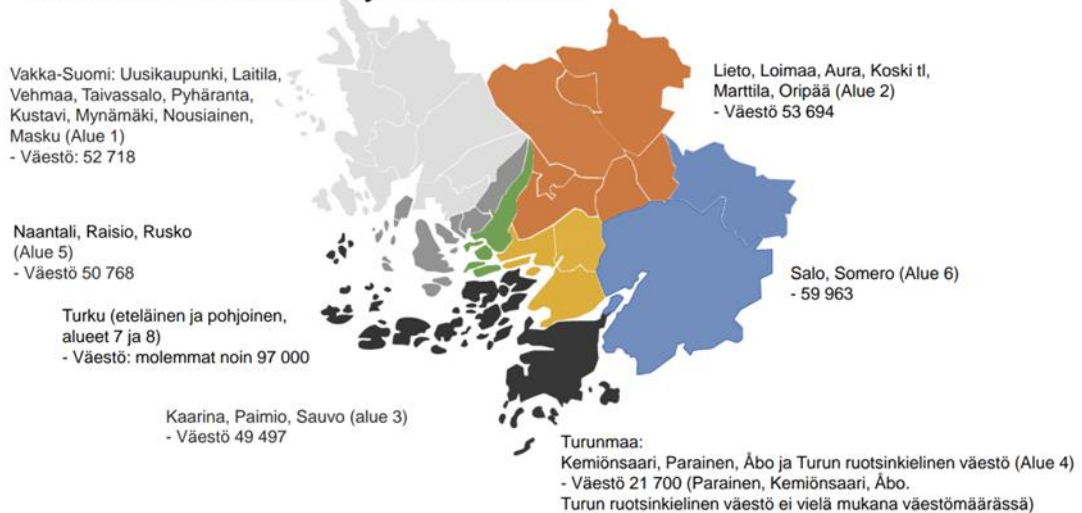 Vakka-Suomi: Uusikaupunki, Laitila,
Vehmaa, Taivassalo, Pyhäranta,
Kustavi, Mynämäki, Nousiainen,
Masku (Alue 1)
- Väestö: 52 718
Lieto, Loimaa, Aura, Koski tl,
Marttila, Oripää (Alue 2)
- Väestö 53 694
Naantali, Raisio, Rusko
(Alue 5)
- Väestö 50 768
Salo, Somero (Alue 6)
- 59 963
Turku (eteläinen ja pohjoinen,
alueet 7 ja 8)
- Väestö: molemmat noin 97 000
Kaarina, Paimio, Sauvo (alue 3)
- Väestö 49 497
Turunmaa:
Kemiönsaari, Parainen, Åbo ja Turun ruotsinkielinen väestö (Alue 4)
- Väestö 21 700 (Parainen, Kemiönsaari, Åbo.
Turun ruotsinkielinen väestö ei vielä mukana väestömäärässä)